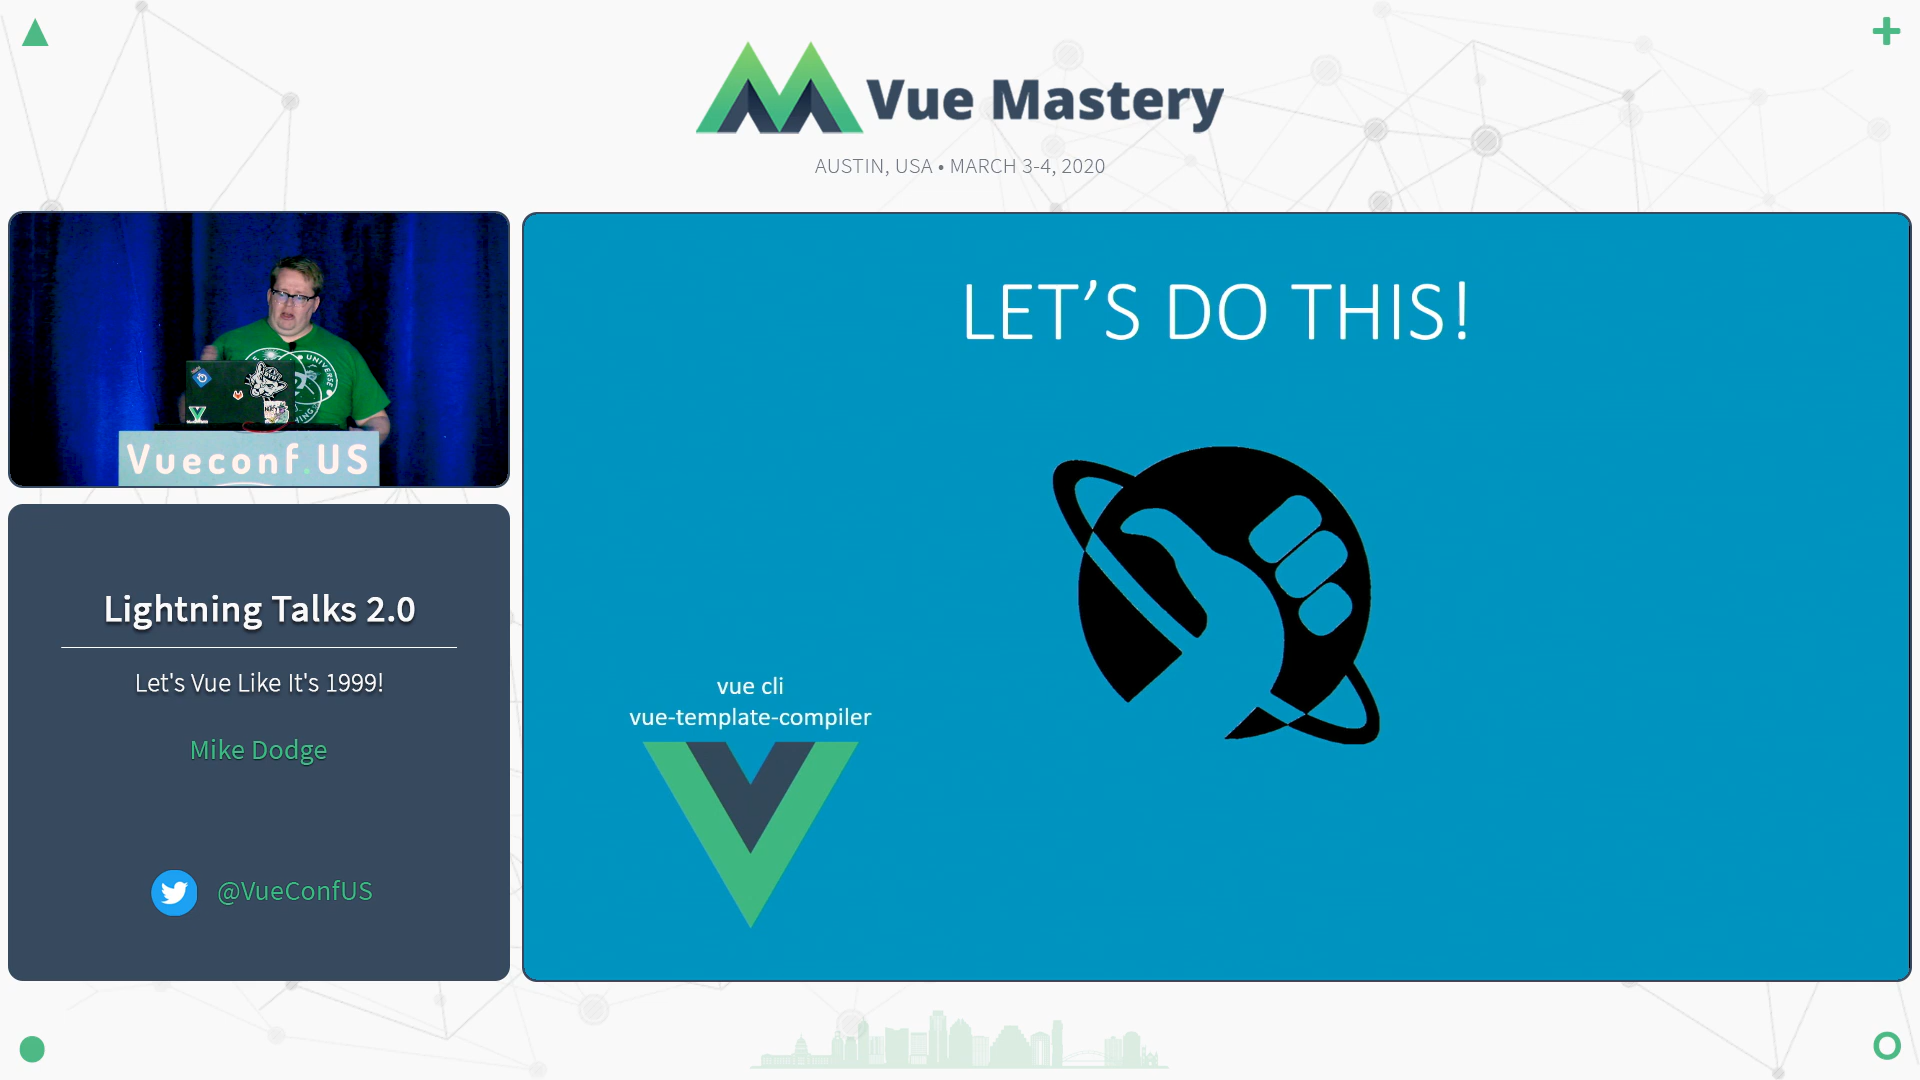 Vue Mastery
AUSTIN, USA • MARCH 3-4, 2020
UNIVERSE
Vueconf.US
Lightning Talks 2.0
Let's Vue Like It's 1999!
Mike Dodge
@VueConfUS
LET'S DO THIS!
vue cli
vue-template-compiler